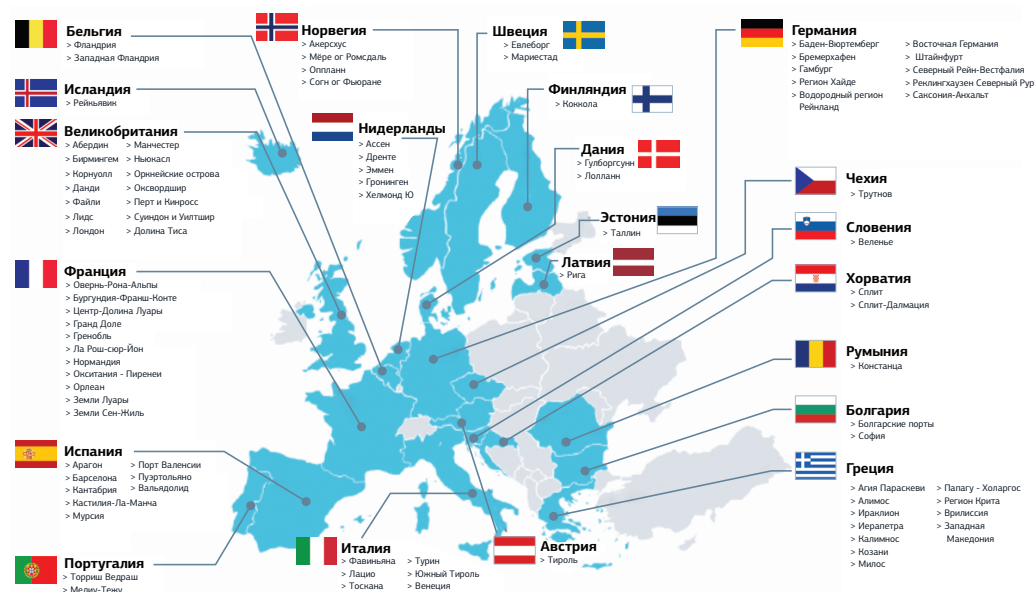 Бельгия
> Фландрия
> Западная Фландрия
Исландия
> Рейкьявик
Великобритания
> Абердин
> Бирмингем
> Корнуолл
> Данди
> Файли
> Лидс
> Лондон
> Манчестер
> Ньюкасл
> Оркнейские острова
> Оксвордшир
> Перт и Кинросс
> Суиндон и Уилтшир
> Долина Тиса
Франция
> Овернь-Рона-Альпы
> Бургундия-Франш-Конте
> Центр-Долина Луары
> Гранд Доле
> Гренобль
> Ла Рош-сюр-Йон
> Нормандия
> Окситания - Пиренеи
> Орлеан
> Земли Луары
> Земли Сен-Жиль
Испания
> Арагон
> Барселона
> Кантабрия
> Кастилия-Ла-Манча
> Мурсия
> Порт Валенсии
> Пуэртольяно
> Вальядолид
Португалия
> Торриш Ведраш
> Медиу-Тежу
Норвегия
> Акерсхус
> Мёре ог Ромсдаль
> Оппланн
> Согн ог Фьюране
Нидерланды
> Ассен
> Дренте
> Эммен
> Гронинген
> Хелмонд Ю
Швеция
> Евлеборг
> Мариестад
Финляндия
> Коккола
Дания
> Гулборгсунн
> Лолланн
Эстония
> Таллин
Латвия
> Рига
Италия
> Фавиньяна
> Лацио
> Тоскана
> Турин
> Южный Тироль
> Венеция
Австрия
> Тироль
Германия
> Баден-Вюртемберг
> Бремерхафен
> Гамбург
> Регион Хайде
> Водородный регион
Рейнланд
> Восточная Германия
> Штайнфурт
> Северный Рейн-Вестфалия
> Реклингхаузен Северный Рур
> Саксония-Анхальт
Чехия
> Трутнов
Словения
> Веленье
Хорватия
> Сплит
> Сплит-Далмация
Румыния
> Констанца
Болгария
> Болгарские порты
> София
Греция
> Агия Параскеви
> Алимос
> Ираклион
> Иерапетра
> Калимнос
> Козани
> Милос
> Папагу - Холаргос
> Регион Крита
> Врилиссия
> Западная
Македония